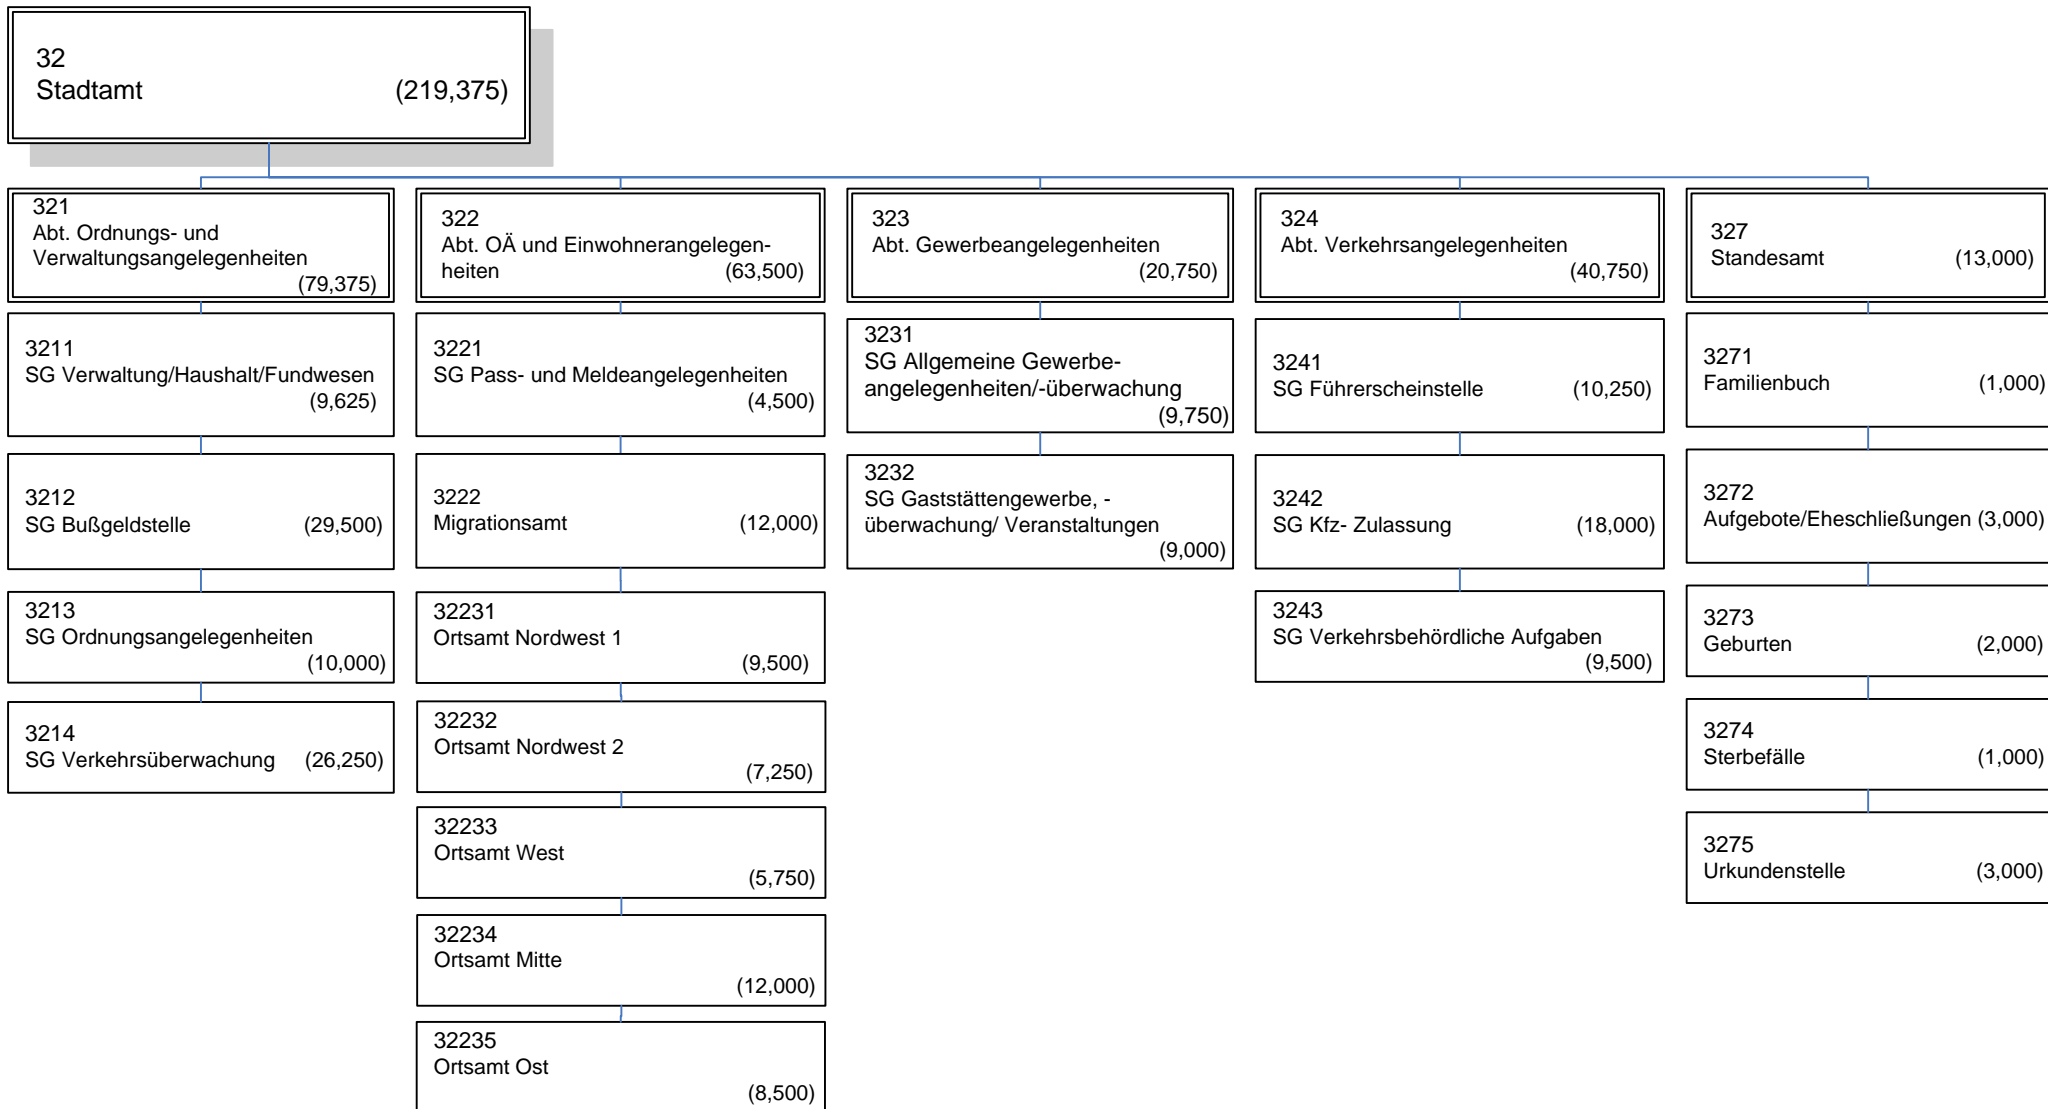 32
Stadtamt (219,375)
321
Abt. Ordnungs- und
Verwaltungsangelegenheiten
(79,375)
3211
SG Verwaltung/Haushalt/Fundwesen
(9,625)
3212
SG Bußgeldstelle (29,500)
3213
SG Ordnungsangelegenheiten
(10,000)
3214
SG Verkehrsüberwachung (26,250)
322
Abt. OÄ und Einwohnerangelegen-
heiten (63,500)
3221
SG Pass- und Meldeangelegenheiten
(4,500)
3222
Migrationsamt (12,000)
32231
Ortsamt Nordwest 1
(9,500)
32232
Ortsamt Nordwest 2
(7,250)
32233
Ortsamt West
(5,750)
32234
Ortsamt Mitte
(12,000)
32235
Ortsamt Ost
(8,500)
323
Abt. Gewerbeangelegenheiten
(20,750)
3231
SG Allgemeine Gewerbe-
angelegenheiten/-überwachung
(9,750)
3232
SG Gaststättengewerbe, -
überwachung/ Veranstaltungen
(9,000)
324
Abt. Verkehrsangelegenheiten
(40,750)
3241
SG Führerscheinstelle (10,250)
3242
SG Kfz- Zulassung (18,000)
3243
SG Verkehrsbehördliche Aufgaben
(9,500)
327
Standesamt (13,000)
3271
Familienbuch (1,000)
3272
Aufgebote/Eheschließungen (3,000)
3273
Geburten (2,000)
3274
Sterbefälle (1,000)
3275
Urkundenstelle (3,000)